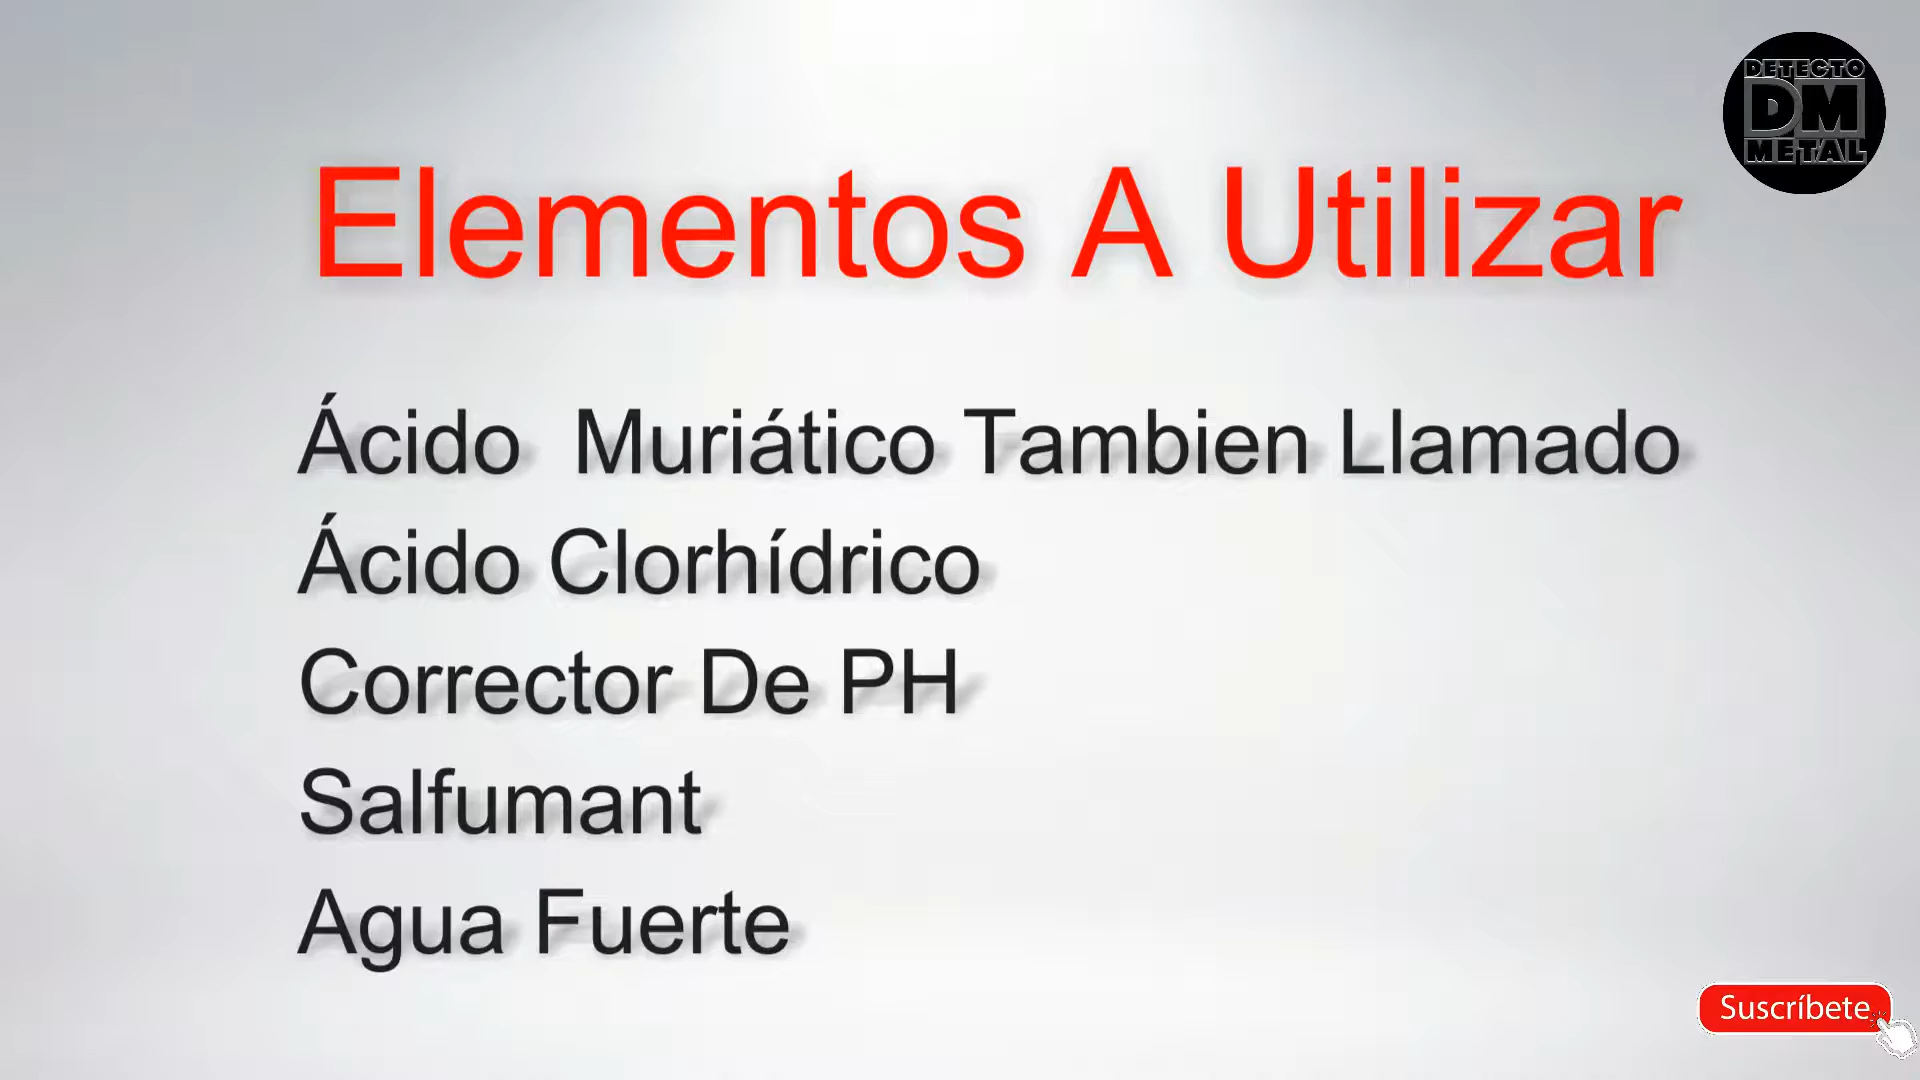 DETECTO
DM
METAL
Elementos A Utilizar
Ácido Muriático Tambien Llamado
Ácido Clorhídrico
Corrector De PH
Salfumant
Agua Fuerte
Suscríbete